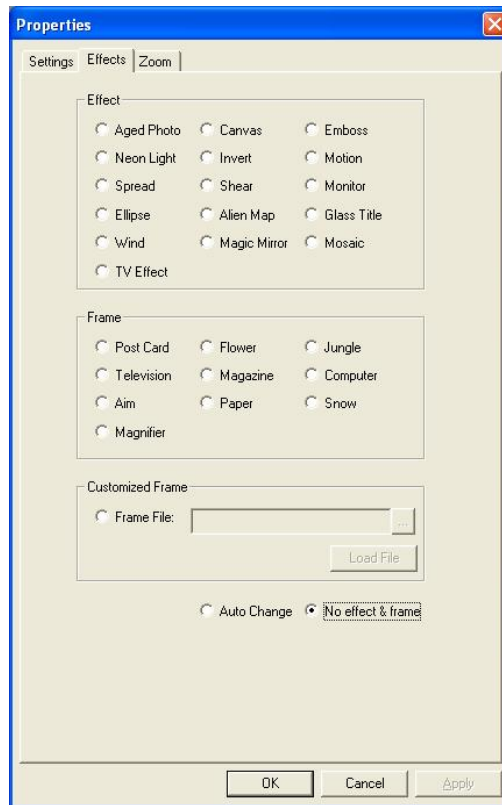 Properties
Settings Effects Zoom
Effect
Aged Photo Canvas Emboss
Neon Light Invert Motion
Spread Shear Monitor
Ellipse Alien Map Glass Title
Wind Magic Mirror Mosaic
TV Effect
Frame
Post Card Flower Jungle
Television Magazine Computer
Aim Paper Snow
Magnifier
Customized Frame
Frame File: ...
Load File
Auto Change No effect & frame
OK Cancel Apply